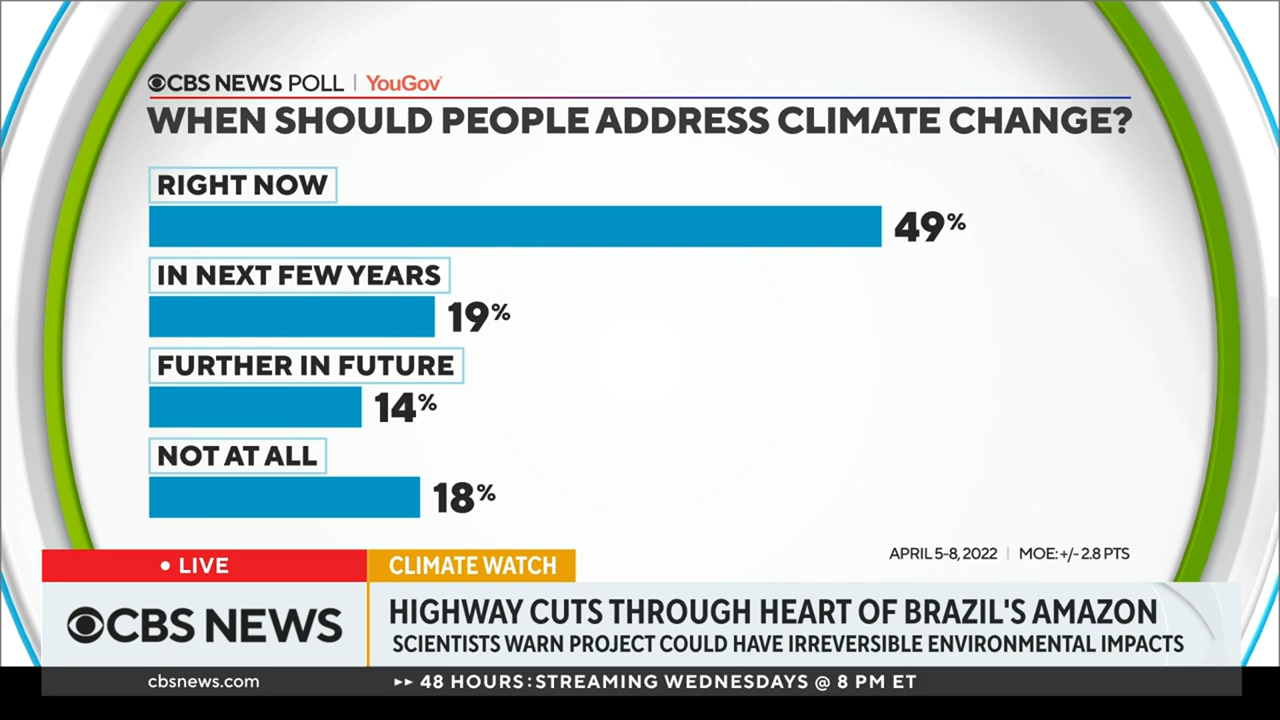 CBS NEWS POLL | YouGov
WHEN SHOULD PEOPLE ADDRESS CLIMATE CHANGE?
RIGHT NOW
49%
IN NEXT FEW YEARS
19%
FURTHER IN FUTURE
14%
NOT AT ALL
18%
APRIL 5-8, 2022 | MOE: +/- 2.8 PTS
• LIVE
CLIMATE WATCH
CBS NEWS
HIGHWAY CUTS THROUGH HEART OF BRAZIL'S AMAZON
SCIENTISTS WARN PROJECT COULD HAVE IRREVERSIBLE ENVIRONMENTAL IMPACTS
cbsnews.com
48 HOURS: STREAMING WEDNESDAYS @ 8 PM ET